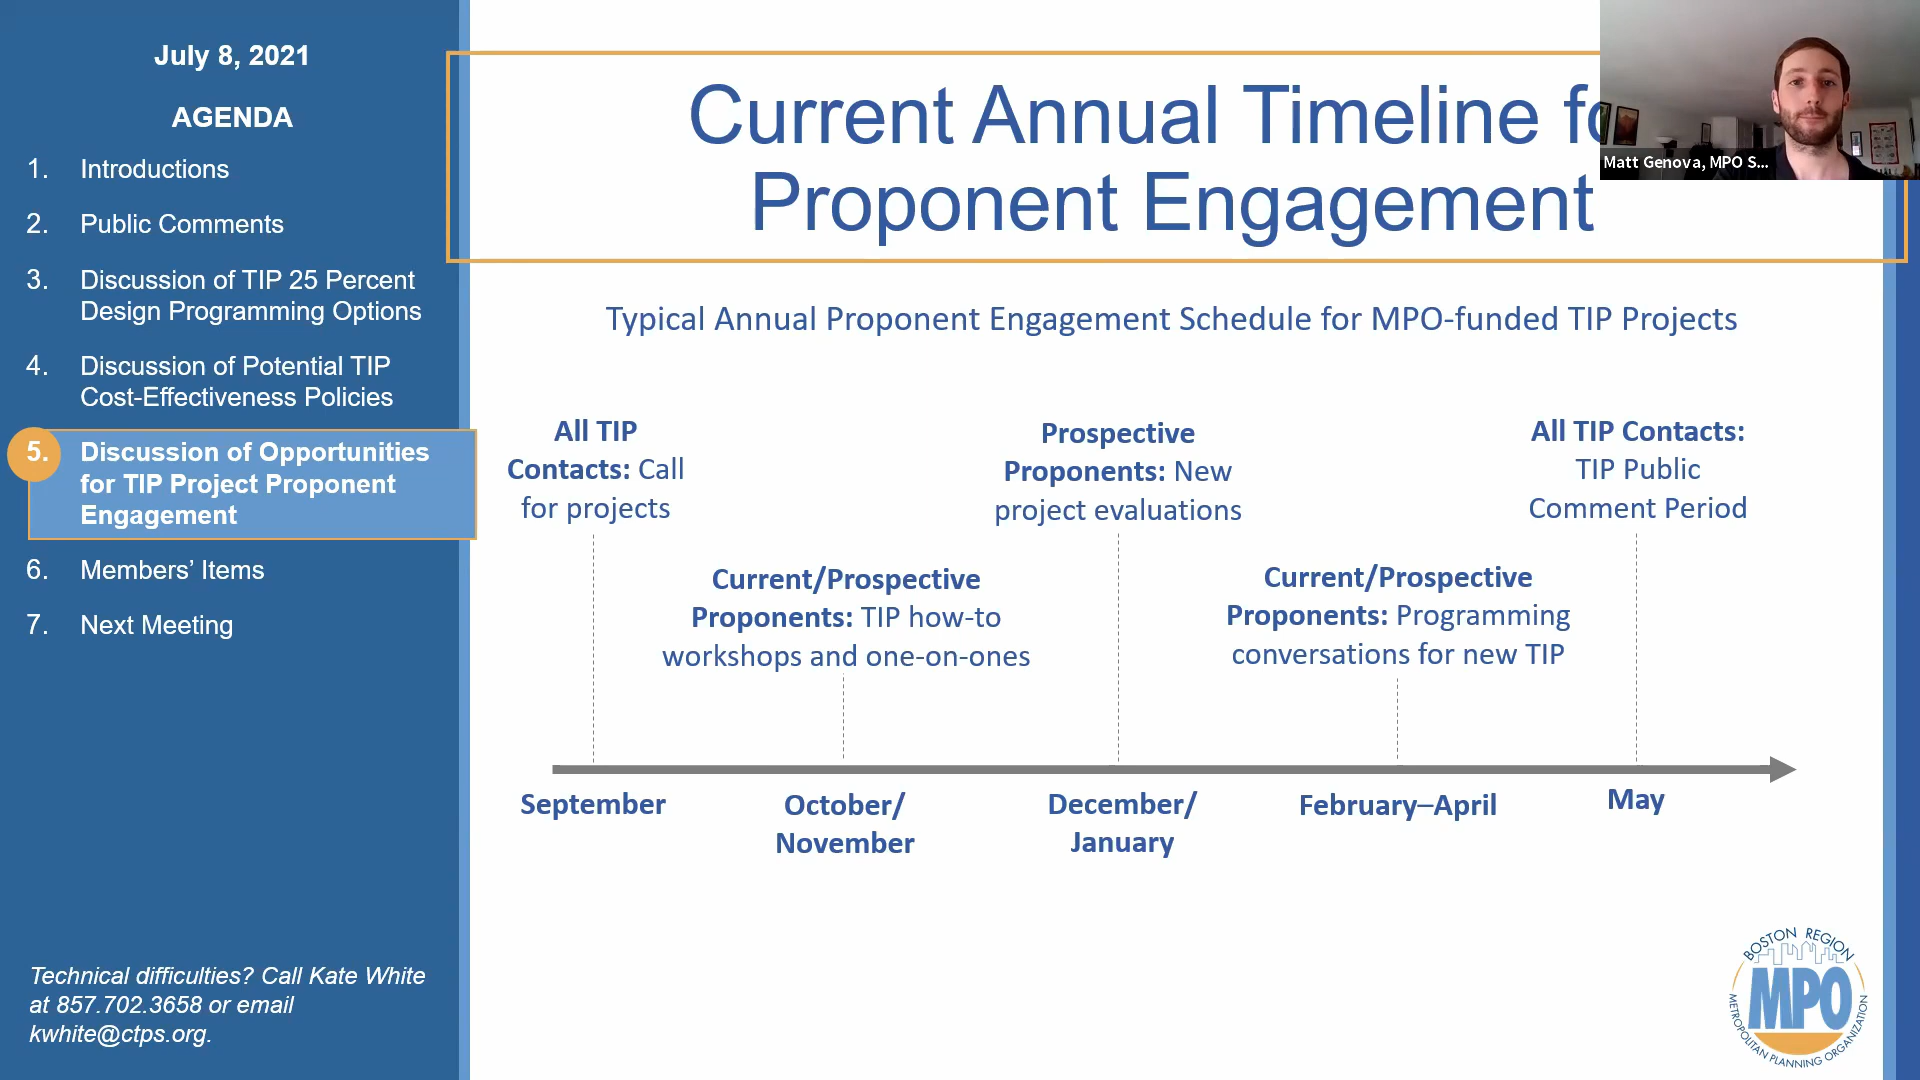 July 8, 2021
AGENDA
1. Introductions
2. Public Comments
3. Discussion of TIP 25 Percent
Design Programming Options
4. Discussion of Potential TIP
Cost-Effectiveness Policies
5. Discussion of Opportunities
for TIP Project Proponent
Engagement
6. Members’ Items
7. Next Meeting
Technical difficulties? Call Kate White
at 857.702.3658 or email
kwhite@ctps.org.
Current Annual Timeline fo
Proponent Engagement
Matt Genova, MPO S...
Typical Annual Proponent Engagement Schedule for MPO-funded TIP Projects
All TIP
Contacts: Call
for projects
Current/Prospective
Proponents: TIP how-to
workshops and one-on-ones
Prospective
Proponents: New
project evaluations
Current/Prospective
Proponents: Programming
conversations for new TIP
All TIP Contacts:
TIP Public
Comment Period
September
October/
November
December/
January
February–April
May
BOSTON REGION
MPO
METROPOLITAN PLANNING ORGANIZATION